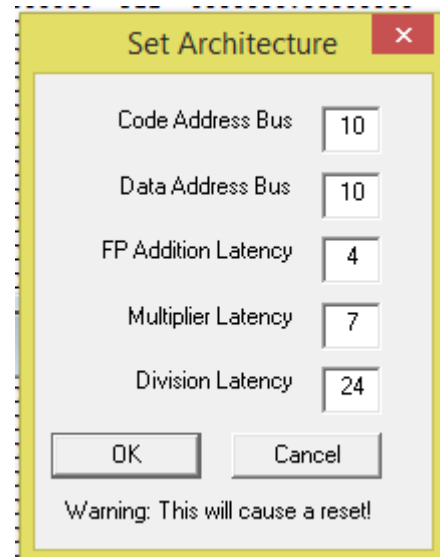 Set Architecture
Code Address Bus 10
Data Address Bus 10
FP Addition Latency 4
Multiplier Latency 7
Division Latency 24
OK Cancel
Warning: This will cause a reset!